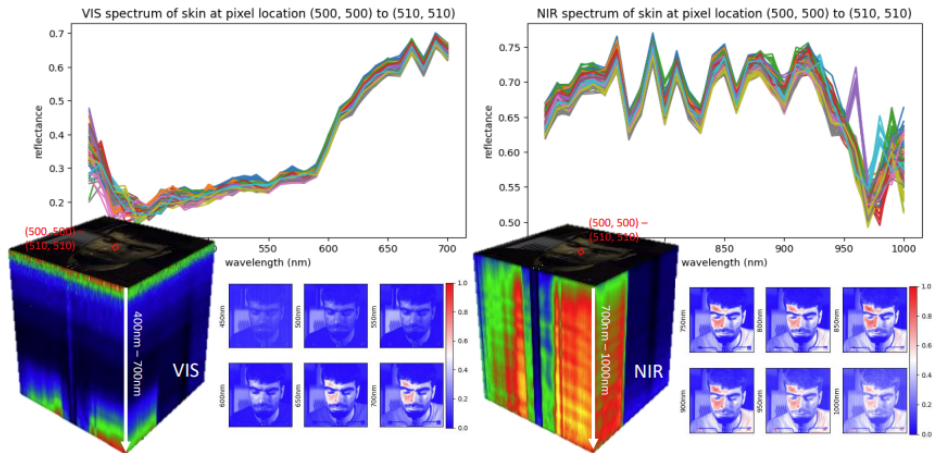 VIS spectrum of skin at pixel location (500, 500) to (510, 510)
0.7
0.6
0.5
0.4
0.3
0.2
reflectance
550
600
650
700
wavelength (nm)
(500, 500)
(510, 510)
400nm – 700nm
VIS
450nm
500nm
550nm
600nm
650nm
700nm
1.0
0.8
0.6
0.4
0.2
0.0
NIR spectrum of skin at pixel location (500, 500) to (510, 510)
0.75
0.70
0.65
0.60
0.55
0.50
reflectance
800
850
900
950
1000
wavelength (nm)
(500, 500) –
(510, 510)
700nm – 1000nm
NIR
750nm
800nm
850nm
900nm
950nm
1000nm
1.0
0.8
0.6
0.4
0.2
0.0